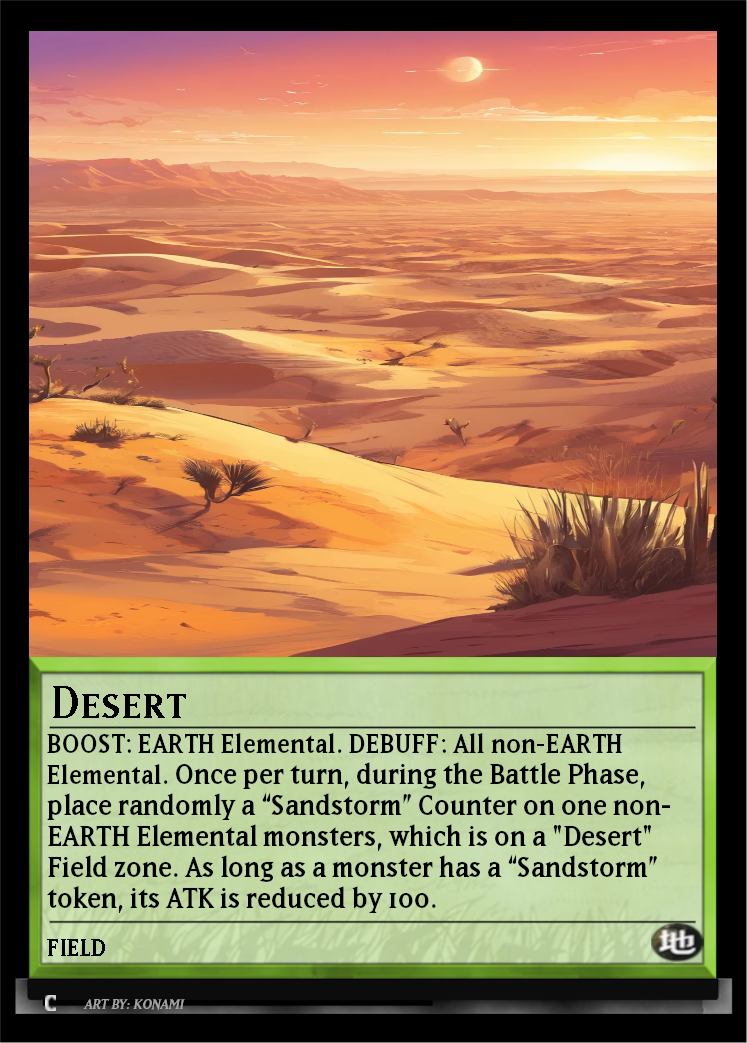 DESERT
BOOST: EARTH Elemental. DEBUFF: All non-EARTH
Elemental. Once per turn, during the Battle Phase,
place randomly a “Sandstorm” Counter on one non-
EARTH Elemental monsters, which is on a "Desert"
Field zone. As long as a monster has a “Sandstorm”
token, its ATK is reduced by 100.
FIELD
地
C ART BY: KONAMI